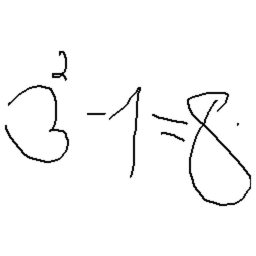 3² - 1 = 8